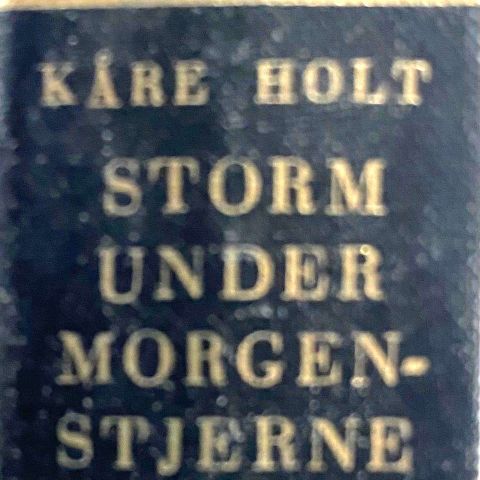 KÅRE HOLT
STORM
UNDER
MORGEN-
STJERNE